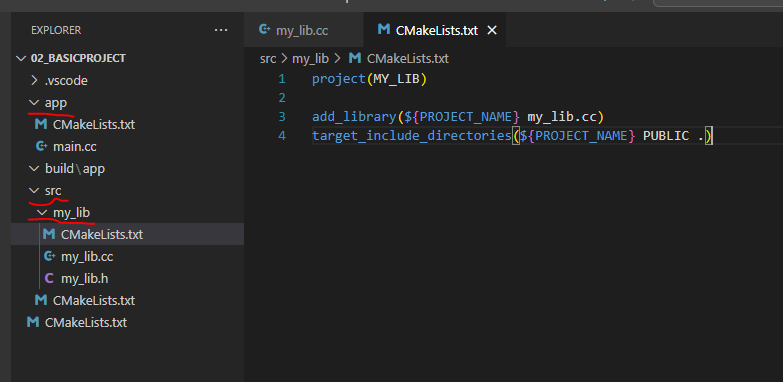 EXPLORER
...
my_lib.cc
CMakeLists.txt
02_BASICPROJECT
.vscode
app
CMakeLists.txt
main.cc
build\app
src
my_lib
CMakeLists.txt
my_lib.cc
my_lib.h
CMakeLists.txt
CMakeLists.txt
src > my_lib > CMakeLists.txt
1 project(MY_LIB)
2
3 add_library(${PROJECT_NAME} my_lib.cc)
4 target_include_directories(${PROJECT_NAME} PUBLIC .)